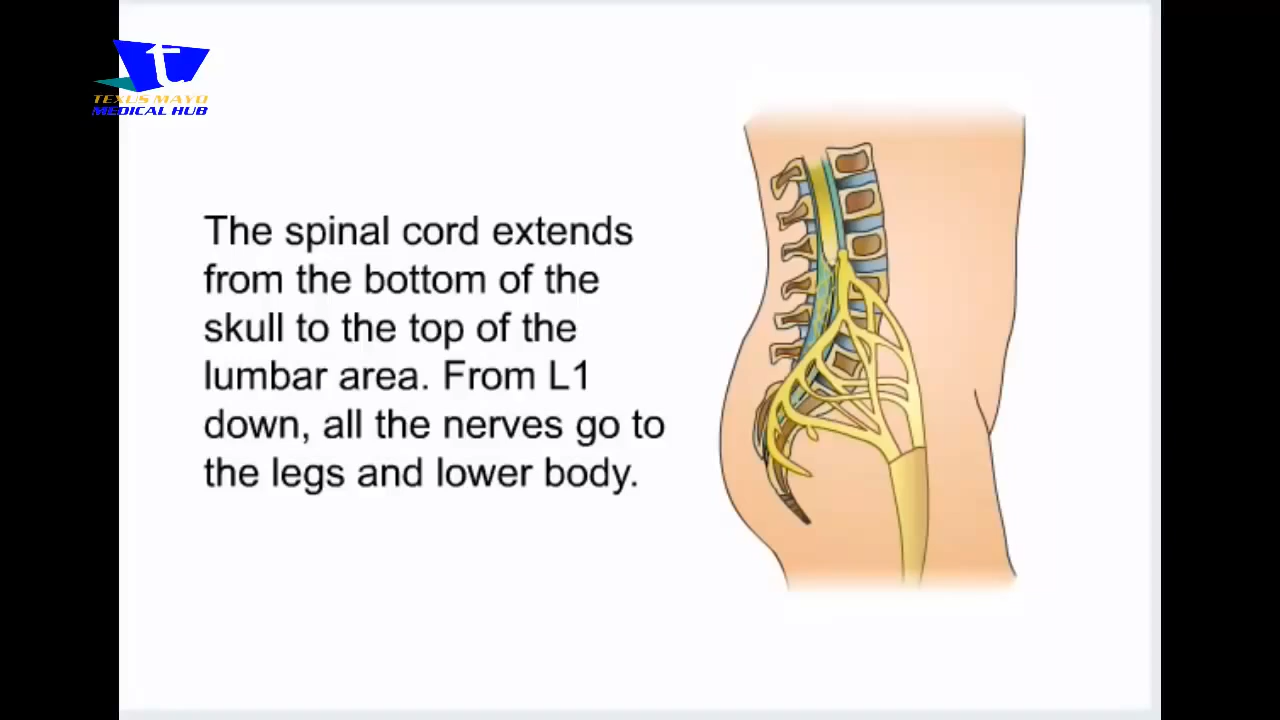 t
TEXUS MAYO
MEDICAL HUB
The spinal cord extends
from the bottom of the
skull to the top of the
lumbar area. From L1
down, all the nerves go to
the legs and lower body.